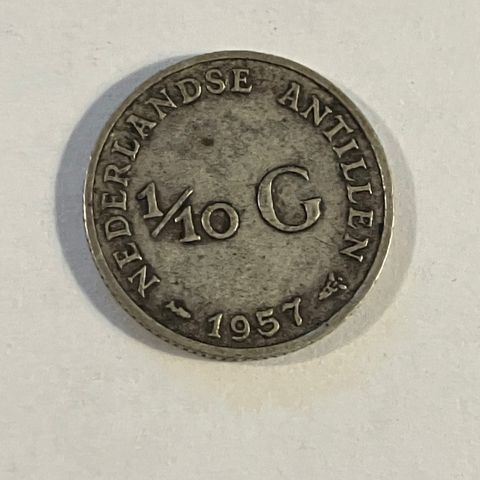 NEDERLANDSE ANTILLEN
1/10 G
1957